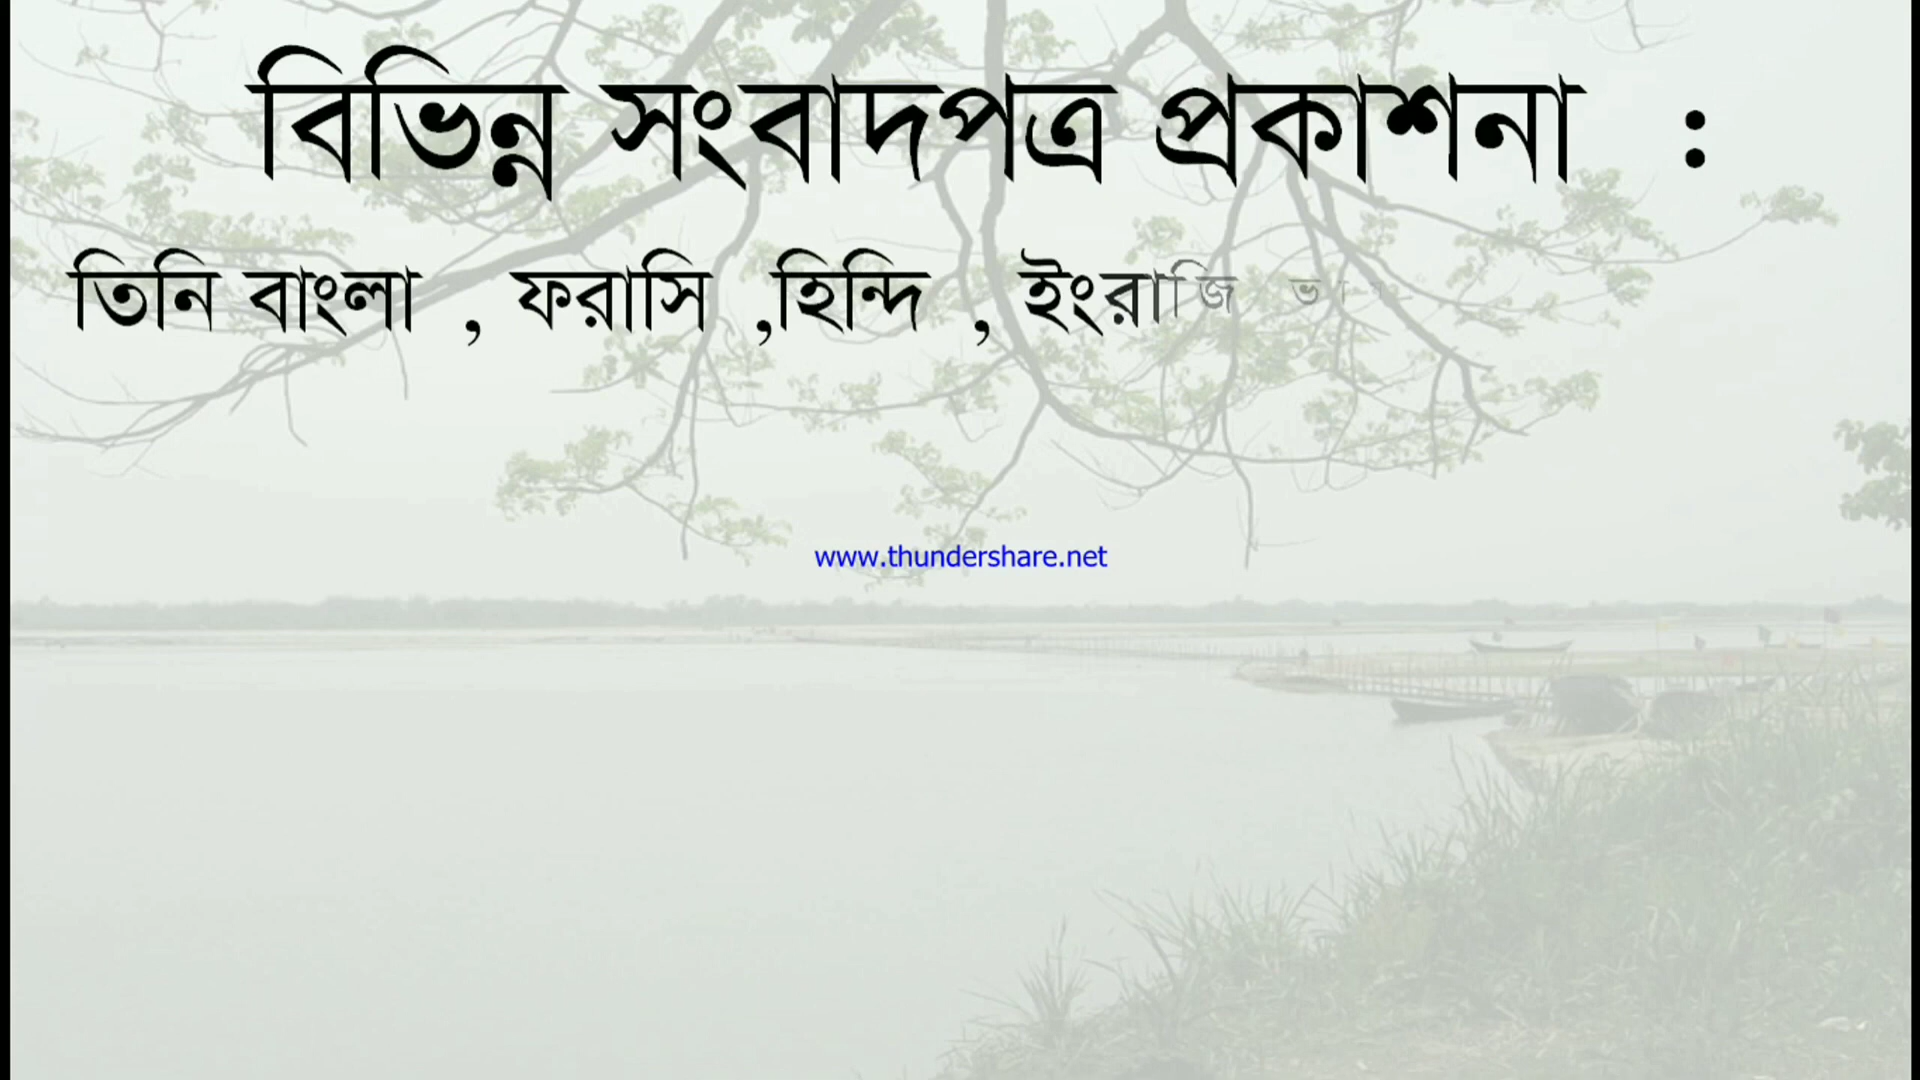 বিভিন্ন সংবাদপত্র প্রকাশনা :
তিনি বাংলা , ফরাসি ,হিন্দি , ইংরাজি
www.thundershare.net